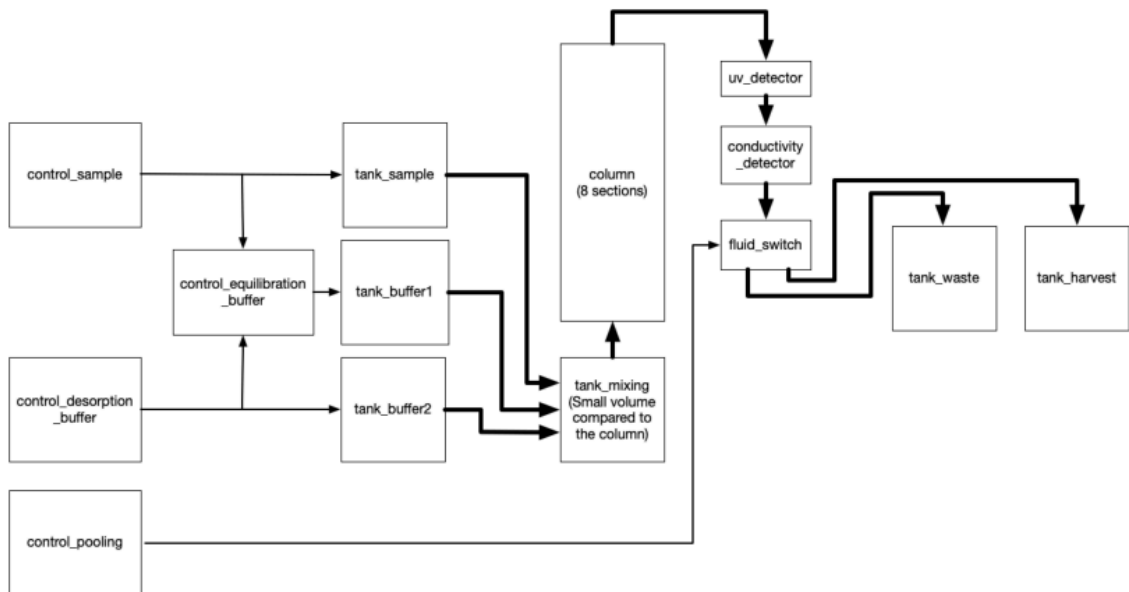 uv_detector
conductivity
_detector
column
(8 sections)
control_sample
tank_sample
fluid_switch
control_equilibration
_buffer
tank_buffer1
tank_waste
tank_harvest
control_desorption
_buffer
tank_buffer2
tank_mixing
(Small volume
compared to
the column)
control_pooling